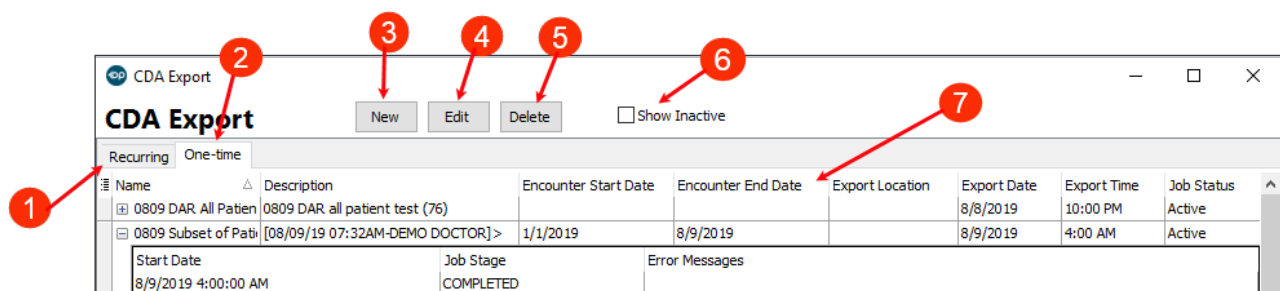 3 4 5
2 6
op CDA Export
7
CDA Export New Edit Delete Show Inactive
Recurring One-time
Name Description Encounter Start Date Encounter End Date Export Location Export Date Export Time Job Status
1 0809 DAR All Patien 0809 DAR all patient test (76) 8/8/2019 10:00 PM Active
0809 Subset of Pati [08/09/19 07:32AM-DEMO DOCTOR]> 1/1/2019 8/9/2019 8/9/2019 4:00 AM Active
Start Date Job Stage Error Messages
8/9/2019 4:00:00 AM COMPLETED